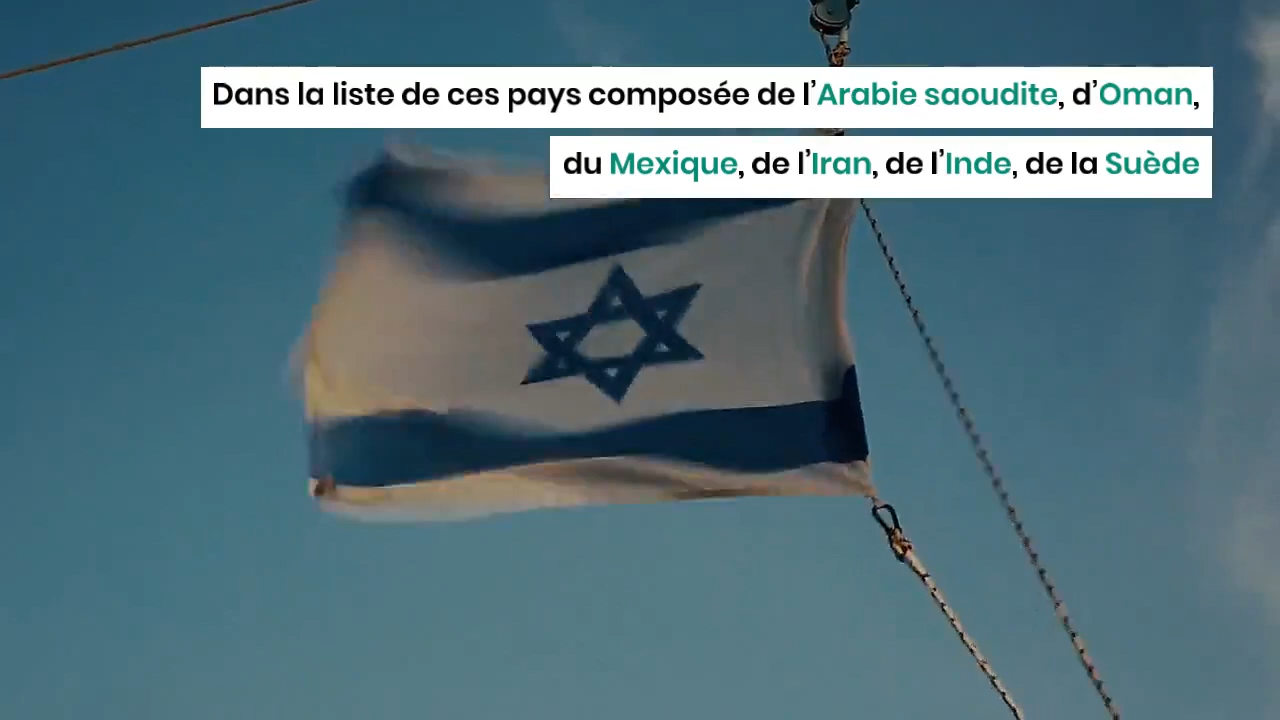 Dans la liste de ces pays composée de l’Arabie saoudite, d’Oman,
du Mexique, de l’Iran, de l’Inde, de la Suède